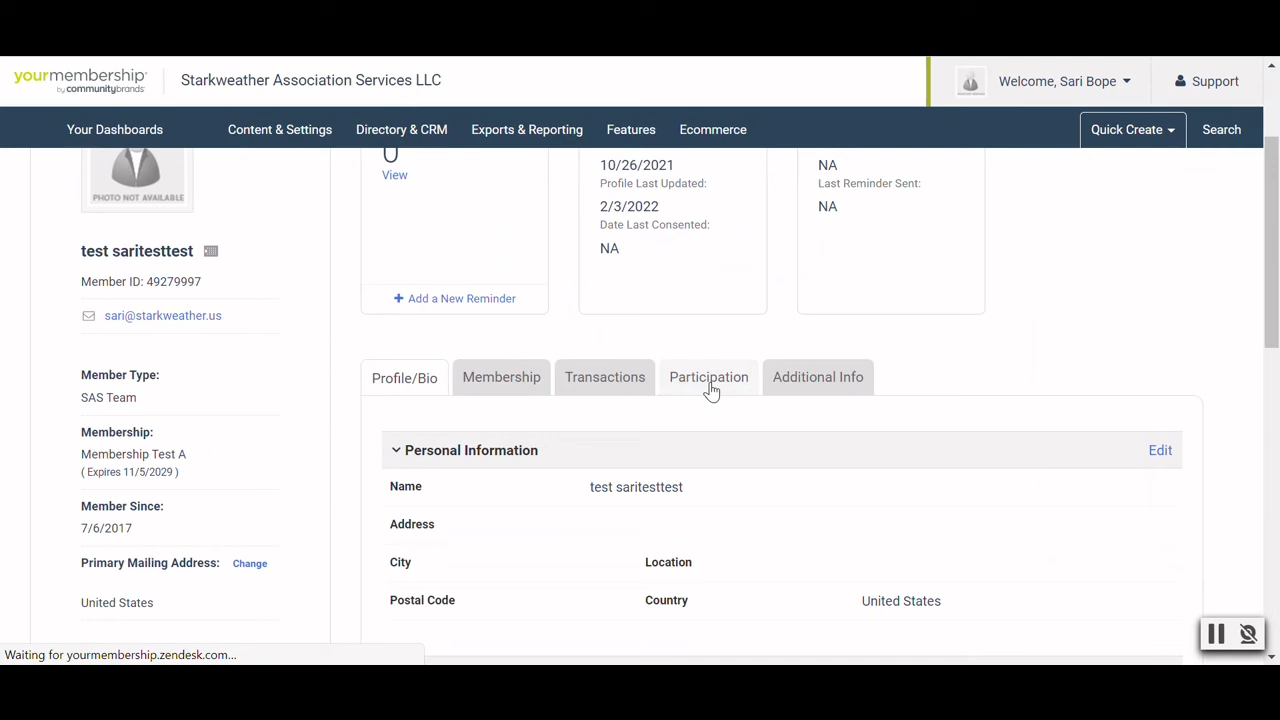 yourmembership
by communitybrands
Starkweather Association Services LLC
Welcome, Sari Bope
Support
Your Dashboards
Content & Settings
Directory & CRM
Exports & Reporting
Features
Ecommerce
Quick Create
Search
PHOTO NOT AVAILABLE
test saritesttest
Member ID: 49279997
sari@starkweather.us
Member Type:
SAS Team
Membership:
Membership Test A
( Expires 11/5/2029 )
Member Since:
7/6/2017
Primary Mailing Address: Change
United States
0
View
+ Add a New Reminder
10/26/2021
Profile Last Updated:
2/3/2022
Date Last Consented:
NA
NA
Last Reminder Sent:
NA
Profile/Bio
Membership
Transactions
Participation
Additional Info
Personal Information
Edit
Name
test saritesttest
Address
City
Location
Postal Code
Country
United States
Waiting for yourmembership.zendesk.com...